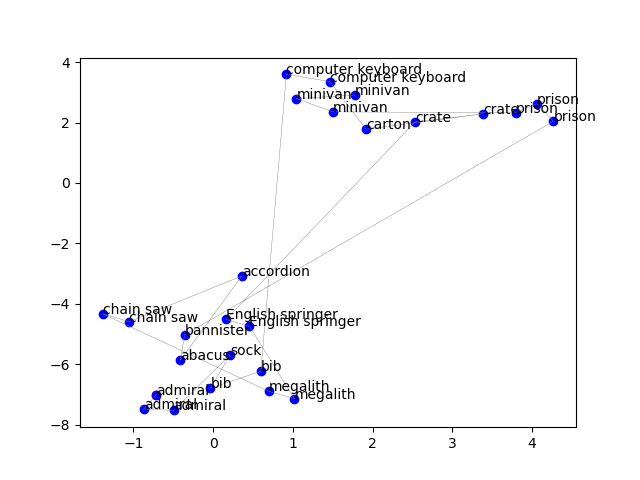 4
computer keyboard
computer keyboard
minivan
minivan
minivan
prison
prison
prison
crate
crate
carton
2
0
−2
accordion
−4
chain saw
chain saw
English springer
English springer
bannister
sock
abacus
−6
bib
bib
megalith
megalith
admiral
admiral
admiral
−8
−1
0
1
2
3
4